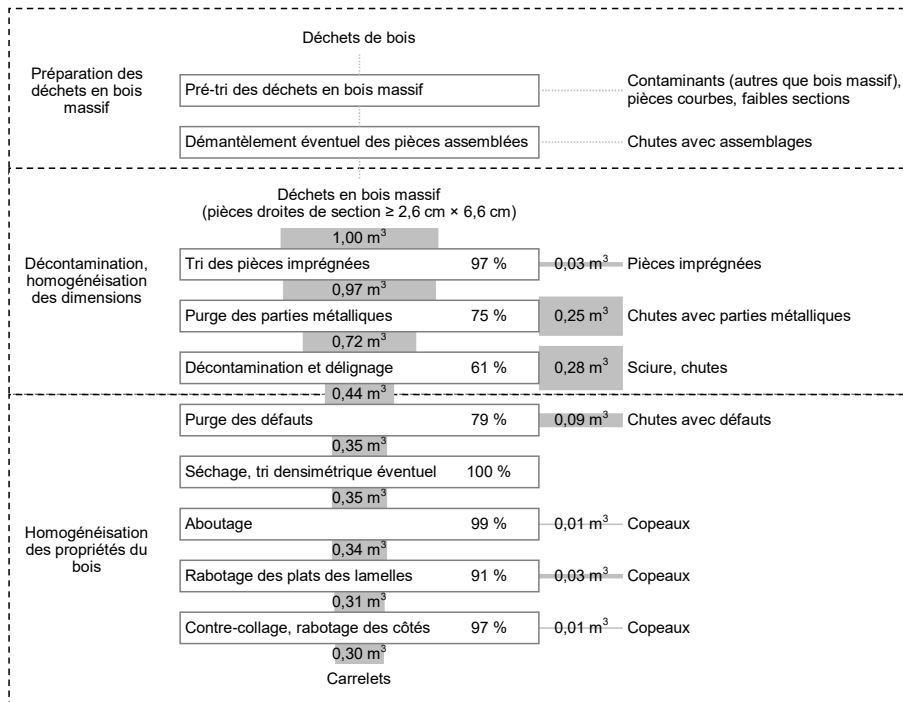 Déchets de bois
Préparation des
déchets en bois
massif
Pré-tri des déchets en bois massif
Contaminants (autres que bois massif),
pièces courbes, faibles sections
Démantèlement éventuel des pièces assemblées
Chutes avec assemblages
Déchets en bois massif
(pièces droites de section ≥ 2,6 cm × 6,6 cm)
1,00 m³
Décontamination,
homogénéisation
des dimensions
Tri des pièces imprégnées 97 % 0,03 m³ Pièces imprégnées
0,97 m³
Purge des parties métalliques 75 % 0,25 m³ Chutes avec parties métalliques
0,72 m³
Décontamination et délignage 61 % 0,28 m³ Sciure, chutes
0,44 m³
Homogénéisation
des propriétés du
bois
Purge des défauts 79 % 0,09 m³ Chutes avec défauts
0,35 m³
Séchage, tri densimétrique éventuel 100 %
0,35 m³
Aboutage 99 % 0,01 m³ Copeaux
0,34 m³
Rabotage des plats des lamelles 91 % 0,03 m³ Copeaux
0,31 m³
Contre-collage, rabotage des côtés 97 % 0,01 m³ Copeaux
0,30 m³
Carrelets